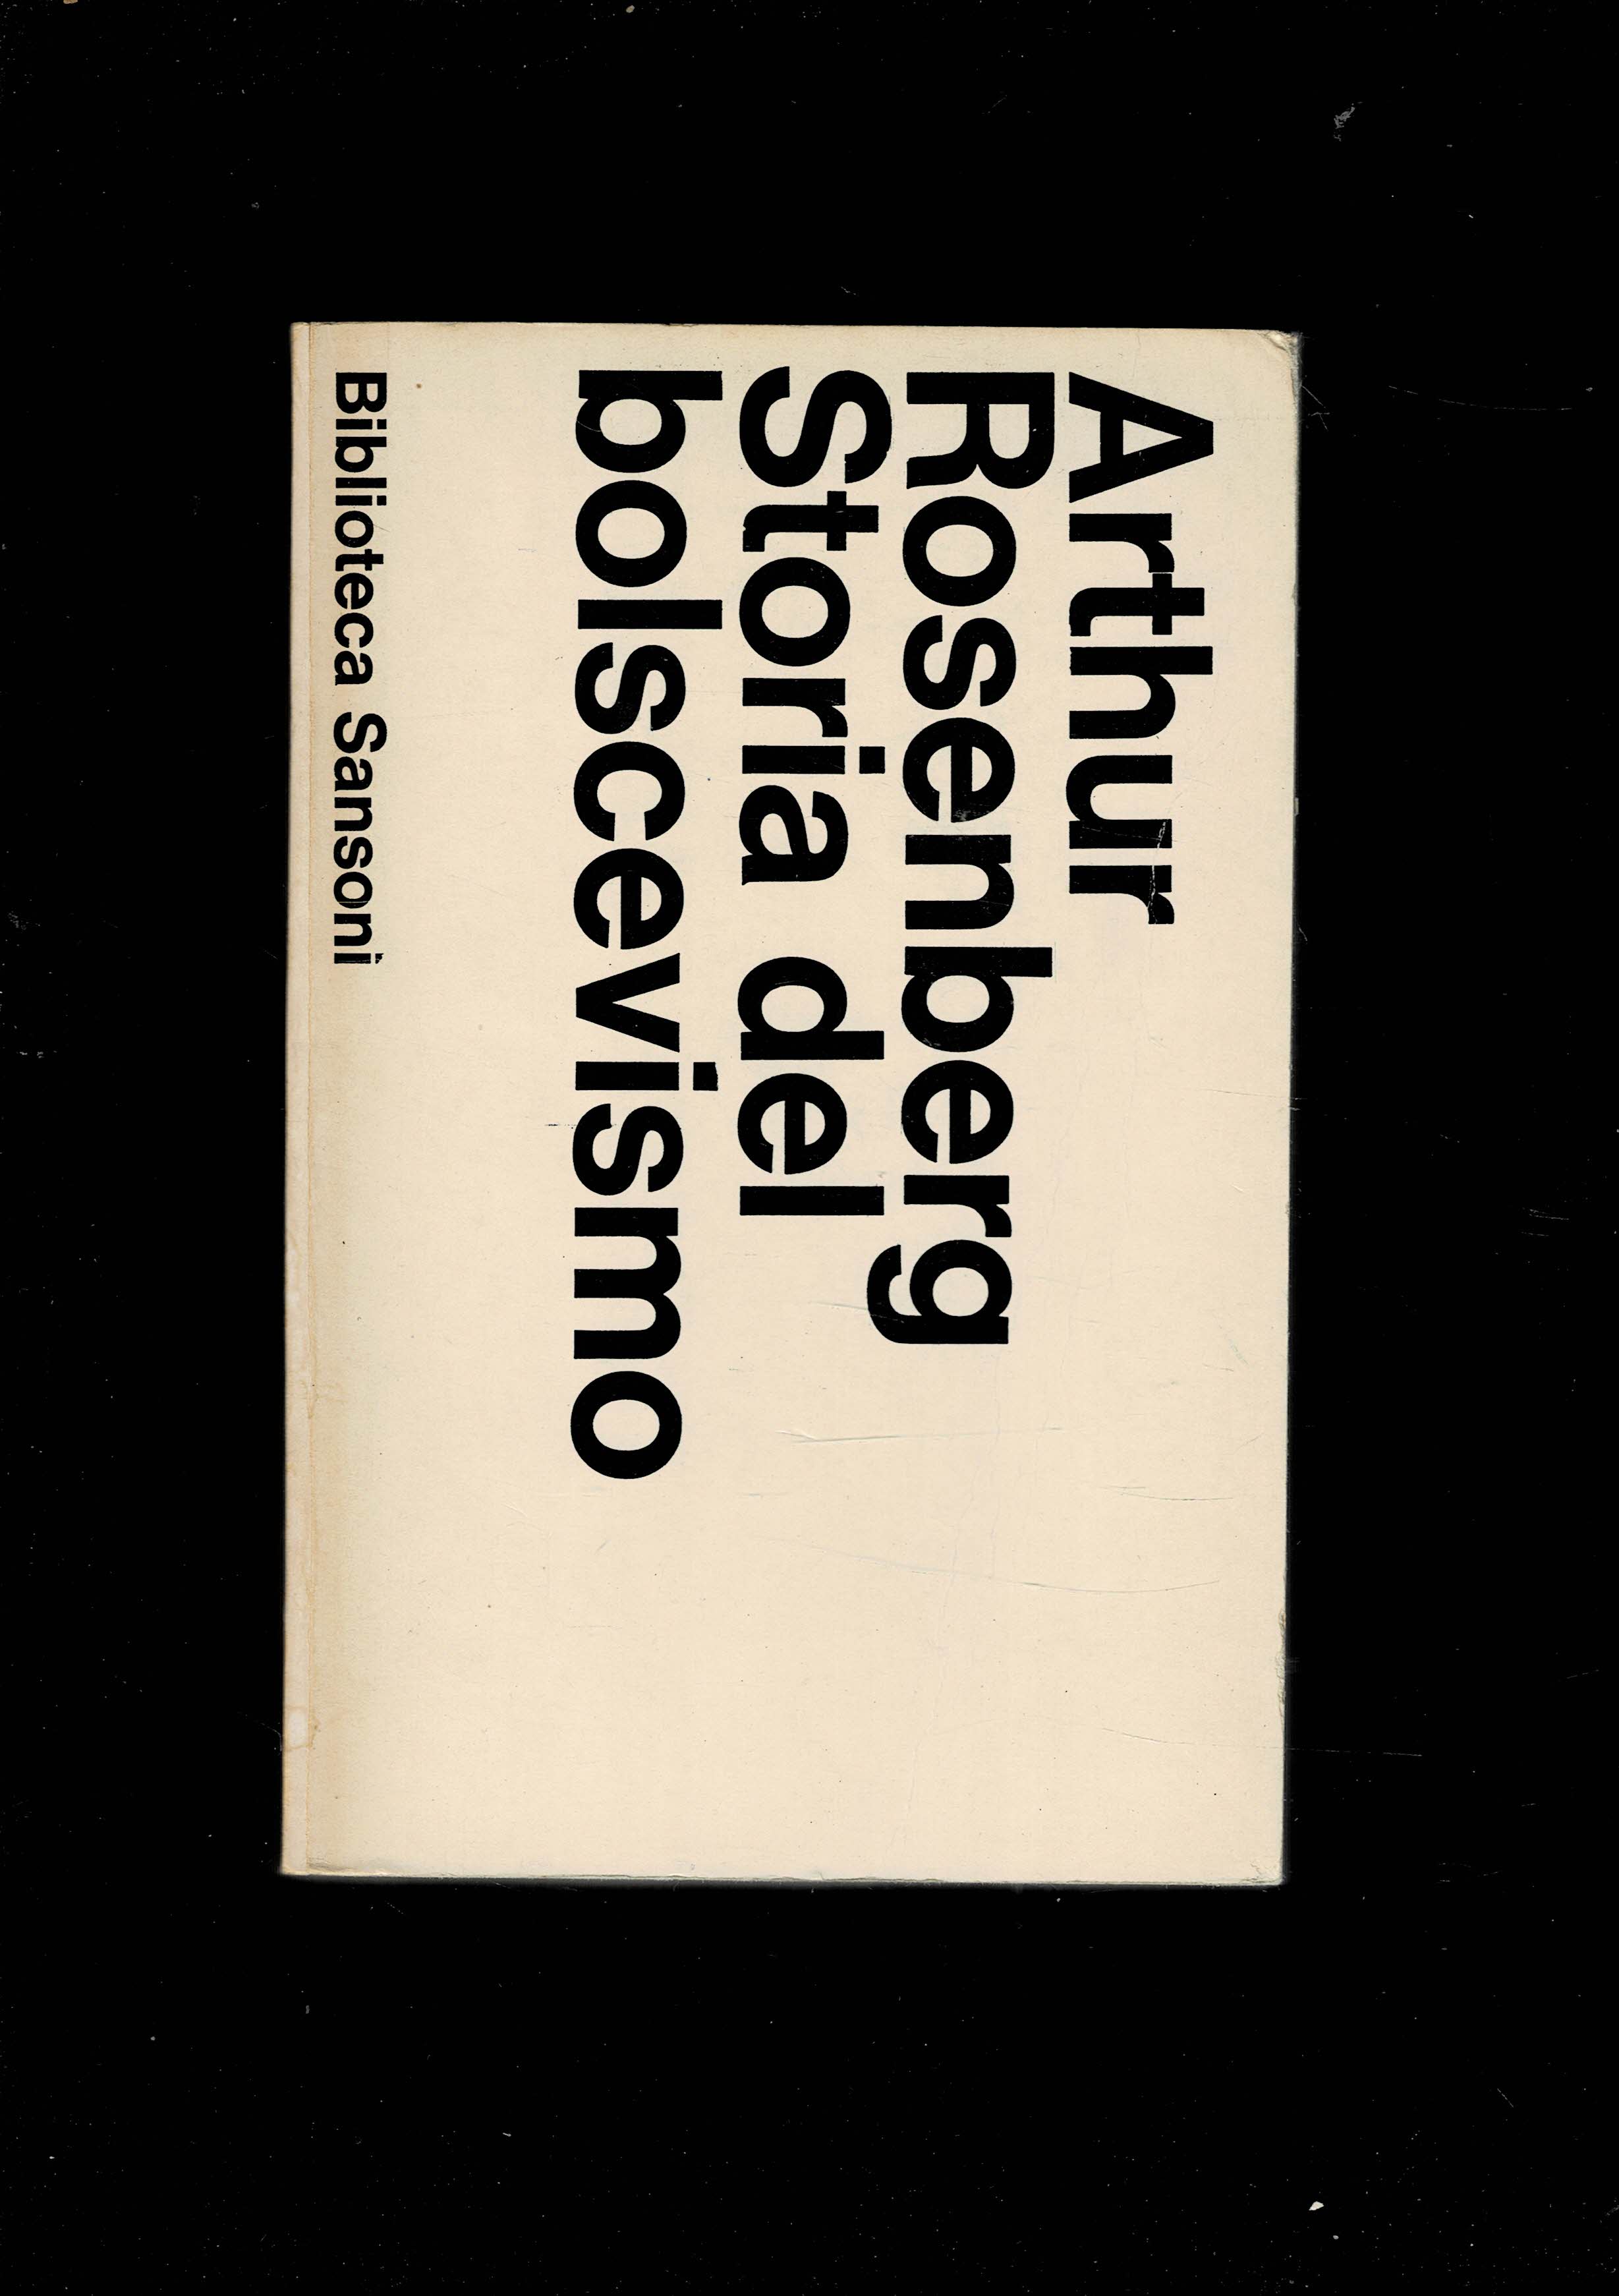 Arthur
Rosenberg
Storia del
bolscevismo
Biblioteca Sansoni